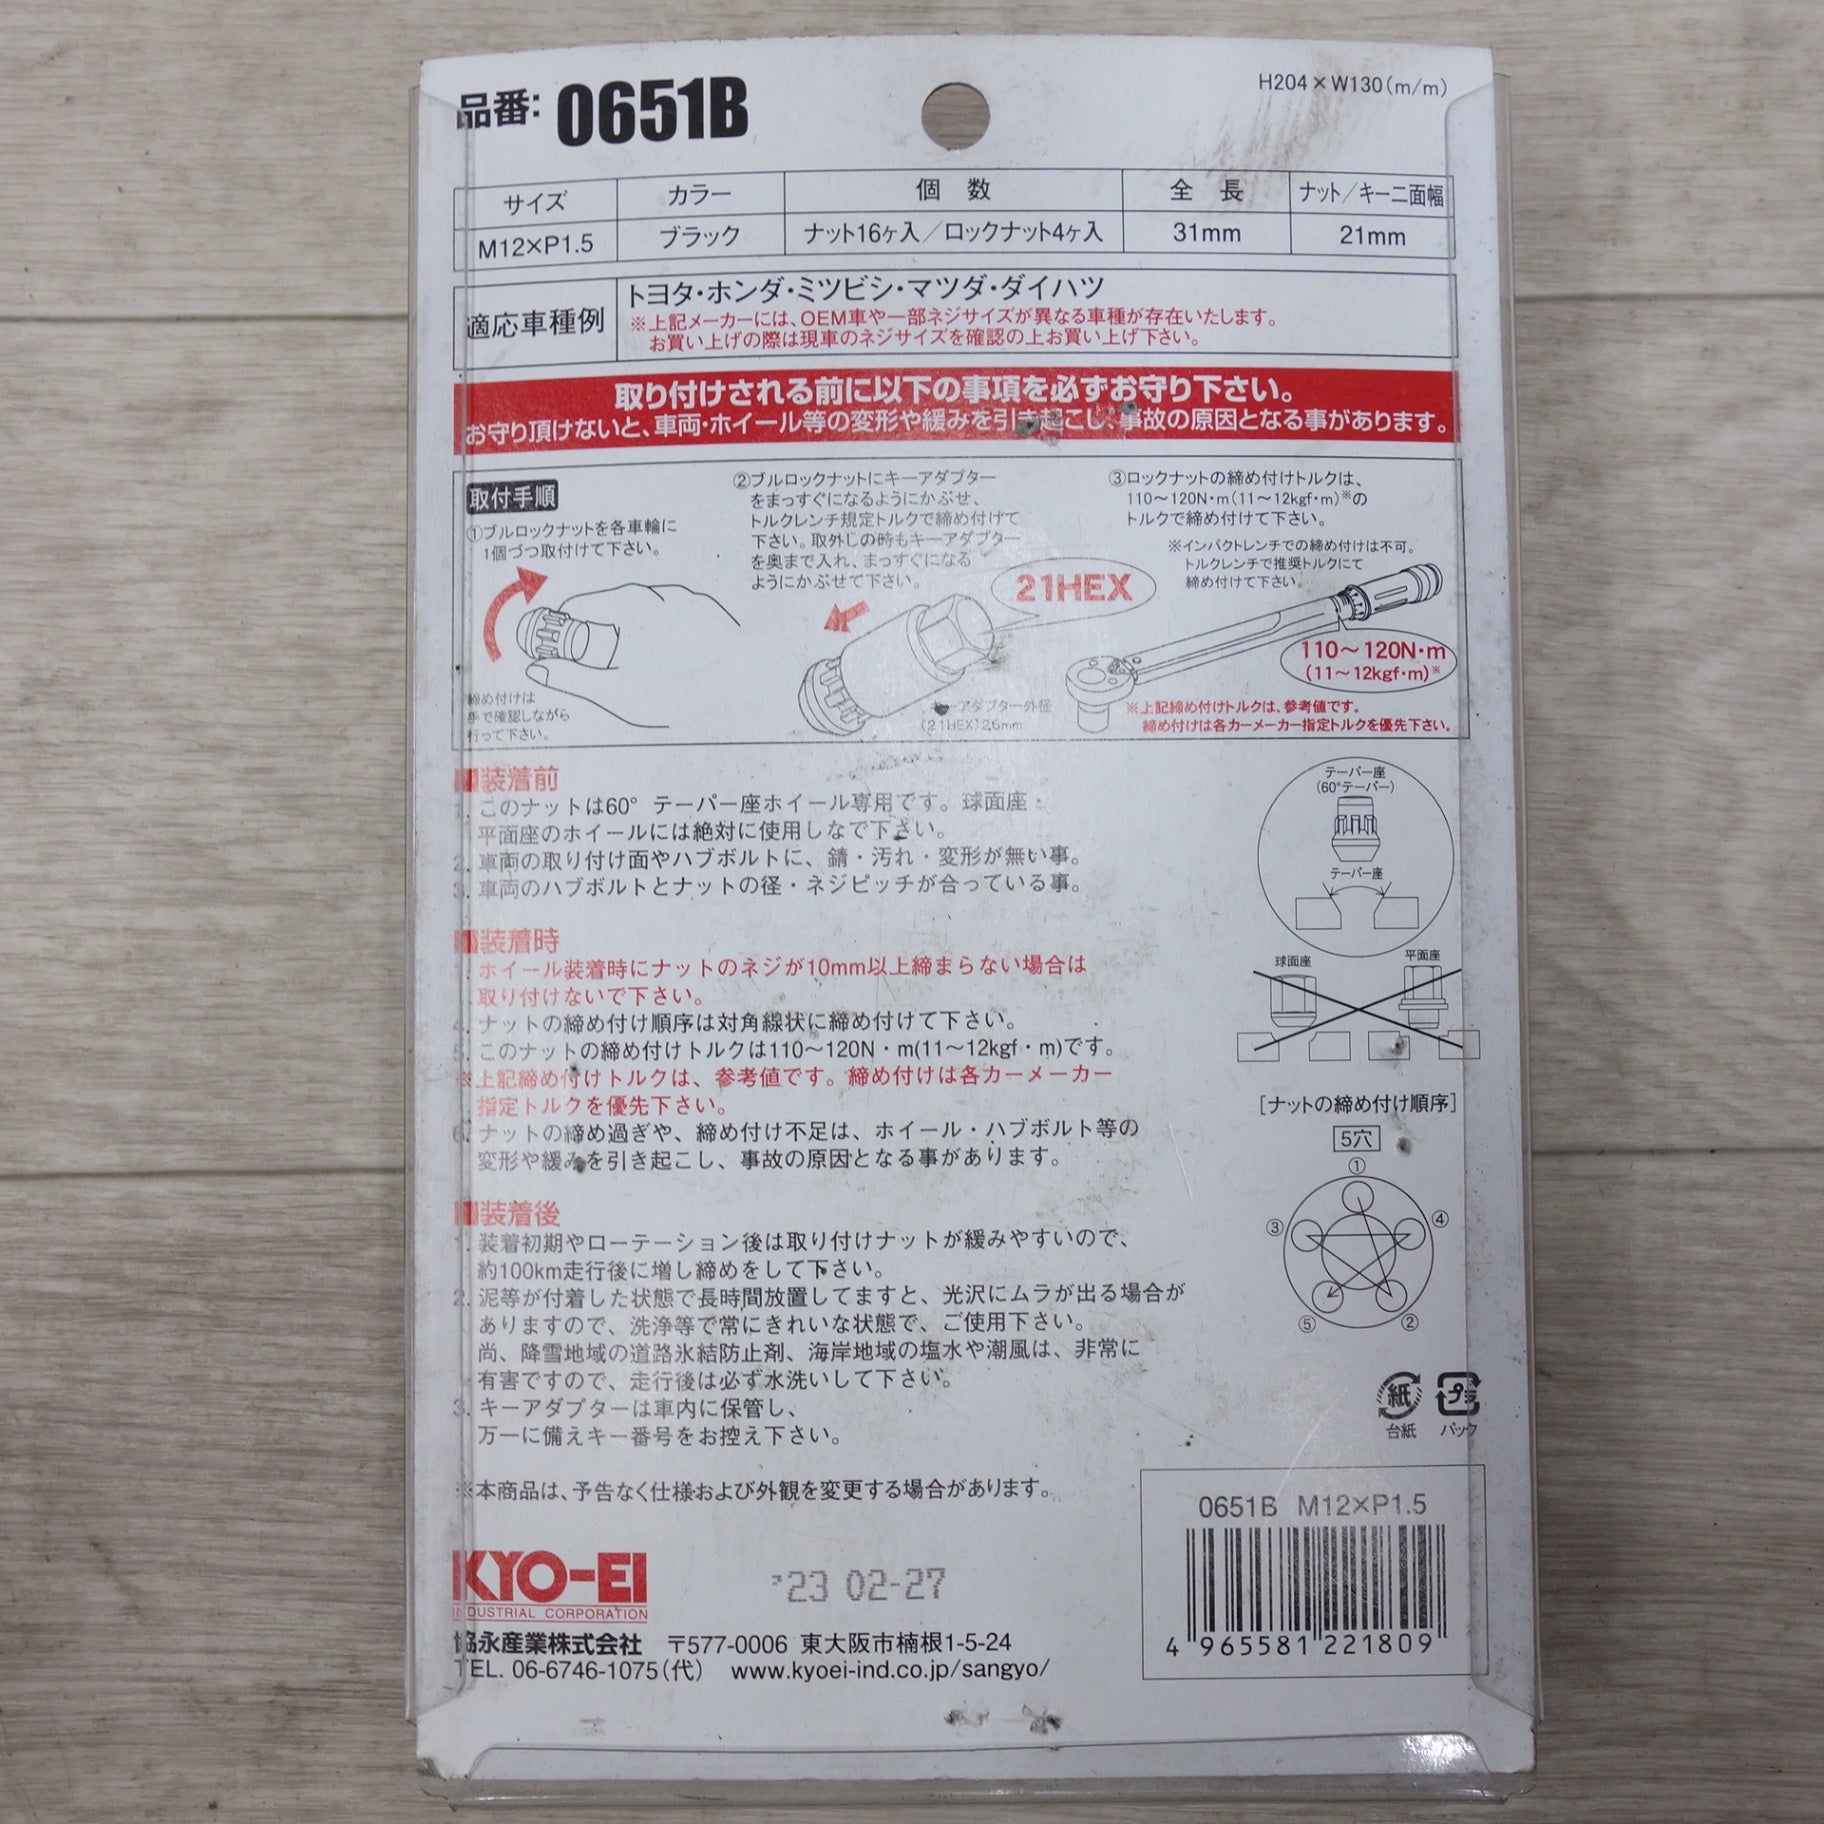 品番: 0651B
H204×W130(m/m)
サイズ カラー 個 数 全 長 ナット/キー二面幅
M12×P1.5 ブラック ナット16ヶ入/ロックナット4ヶ入 31mm 21mm
適応車種例
トヨタ・ホンダ・ミツビシ・マツダ・ダイハツ
※上記メーカーには、OEM車や一部ネジサイズが異なる車種が存在いたします。
お買い上げの際は現車のネジサイズを確認の上お買い上げ下さい。
取り付けされる前に以下の事項を必ずお守り下さい。
お守り頂けないと、車両・ホイール等の変形や緩みを引き起こし、事故の原因となる事があります。
取付手順
①ブルロックナットを各車輪に
1個づつ取付けて下さい。
締め付けは
手で確認しながら
行って下さい。
②ブルロックナットにキーアダプター
をまっすぐになるようにかぶせ、
トルクレンチ規定トルクで締め付けて
下さい。取外しの時もキーアダプター
を奥まで入れ、まっすぐになる
ようにかぶせて下さい。
21HEX
キーアダプター外径
(21HEX)26mm
③ロックナットの締め付けトルクは、
110～120N・m(11～12kgf・m)※の
トルクで締め付けて下さい。
※インパクトレンチでの締め付けは不可。
トルクレンチで推奨トルクにて
締め付けて下さい。
110～120N・m
(11～12kgf・m)※
※上記締め付けトルクは、参考値です。
締め付けは各カーメーカー指定トルクを優先下さい。
■装着前
1. このナットは60°テーパー座ホイール専用です。球面座・
平面座のホイールには絶対に使用しなで下さい。
2. 車両の取り付け面やハブボルトに、錆・汚れ・変形が無い事。
3. 車両のハブボルトとナットの径・ネジピッチが合っている事。
■装着時
1. ホイール装着時にナットのネジが10mm以上締まらない場合は
取り付けないで下さい。
4. ナットの締め付け順序は対角線状に締め付けて下さい。
5. このナットの締め付けトルクは110～120N・m(11～12kgf・m)です。
※上記締め付けトルクは、参考値です。締め付けは各カーメーカー
指定トルクを優先下さい。
6. ナットの締め過ぎや、締め付け不足は、ホイール・ハブボルト等の
変形や緩みを引き起こし、事故の原因となる事があります。
■装着後
1. 装着初期やローテーション後は取り付けナットが緩みやすいので、
約100km走行後に増し締めをして下さい。
2. 泥等が付着した状態で長時間放置してますと、光沢にムラが出る場合が
ありますので、洗浄等で常にきれいな状態で、ご使用下さい。
尚、降雪地域の道路氷結防止剤、海岸地域の塩水や潮風は、非常に
有害ですので、走行後は必ず水洗いして下さい。
3. キーアダプターは車内に保管し、
万一に備えキー番号をお控え下さい。
※本商品は、予告なく仕様および外観を変更する場合があります。
テーパー座
(60°テーパー)
テーパー座
球面座
平面座
[ナットの締め付け順序]
5穴
①
③
④
⑤
②
紙
プラ
台紙
パック
0651B M12×P1.5
4 965581 221809
KYO-EI
INDUSTRIAL CORPORATION
'23 02-27
協永産業株式会社 〒577-0006 東大阪市楠根1-5-24
TEL. 06-6746-1075(代) www.kyoei-ind.co.jp/sangyo/